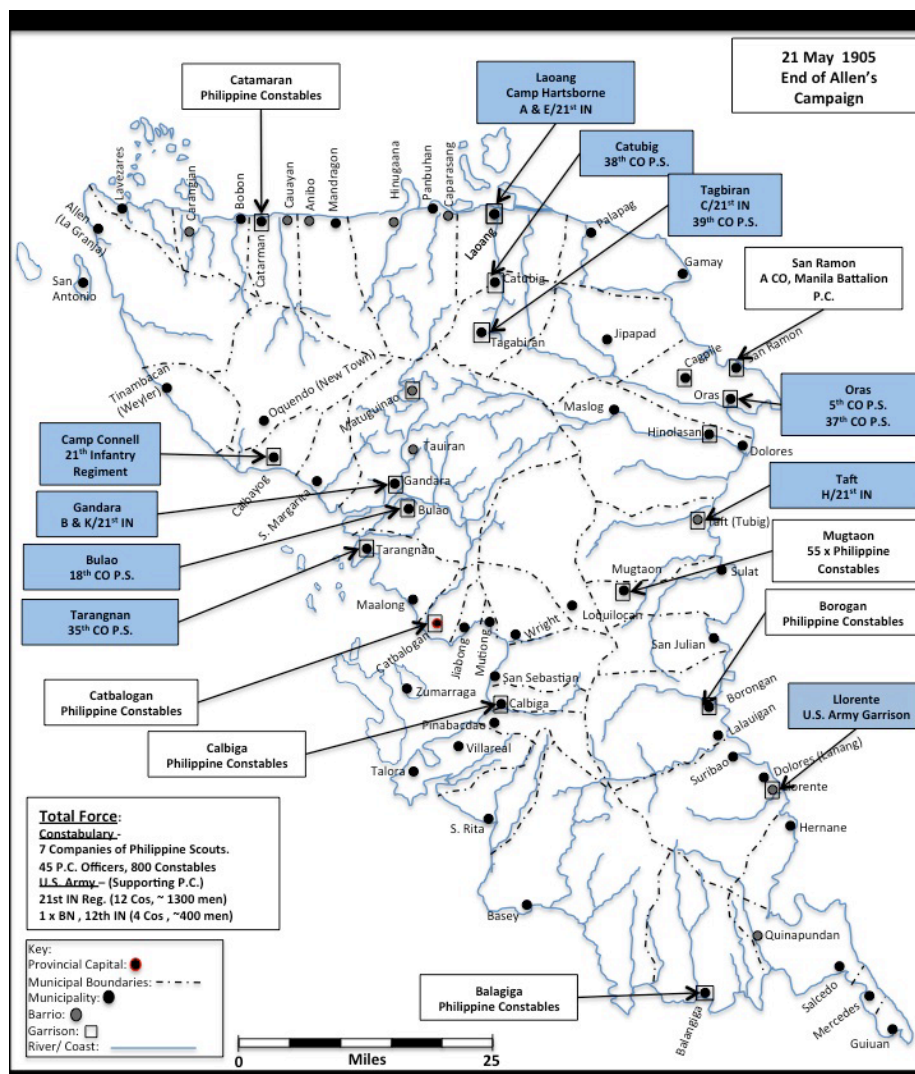 21 May 1905
End of Allen's
Campaign
Catamaran
Philippine Constables
Laoang
Camp Hartsborne
A & E/21st IN
Catubig
38th CO P.S.
Tagbiran
C/21st IN
39th CO P.S.
San Ramon
A CO, Manila Battalion
P.C.
Oras
5th CO P.S.
37th CO P.S.
Taft
H/21st IN
Mugtaon
55 x Philippine
Constables
Borogan
Philippine Constables
Llorente
U.S. Army Garrison
Camp Connell
21th Infantry
Regiment
Gandara
B & K/21st IN
Bulao
18th CO P.S.
Tarangnan
35th CO P.S.
Catbalogan
Philippine Constables
Calbiga
Philippine Constables
Balagiga
Philippine Constables
Lavezares
Allen
(La Granja)
Carangian
Bobon
Catarman
Cauayan
Anibo
Mandragon
Hinugaana
Panbuhan
Caparasang
Laoang
Palapag
Gamay
San
Antonio
Catubig
Tagabiran
Jipapad
Cagpile
San Ramon
Oras
Tinambacan
(Weyler)
Oquendo (New Town)
Matuguinao
Maslog
Hinolasan
Dolores
Tauiran
Calbayog
S. Margarita
Gandara
Bulao
Taft (Tubig)
Tarangnan
Mugtaon
Sulat
Maalong
Loquilocan
Catbalogan
Jiabong
Mutiong
Wright
San Julian
San Sebastian
Zumarraga
Calbiga
Borongan
Pinabacdao
Lalauigan
Villareal
Suribao
Dolores (Lanang)
Talora
Llorente
S. Rita
Hernane
Basey
Quinapundan
Balangiga
Salcedo
Mercedes
Guiuan
Total Force:
Constabulary -
7 Companies of Philippine Scouts.
45 P.C. Officers, 800 Constables
U.S. Army – (Supporting P.C.)
21st IN Reg. (12 Cos, ~ 1300 men)
1 x BN , 12th IN (4 Cos , ~400 men)
Key:
Provincial Capital:
Municipal Boundaries:
Municipality:
Barrio:
Garrison:
River/ Coast:
0
Miles
25